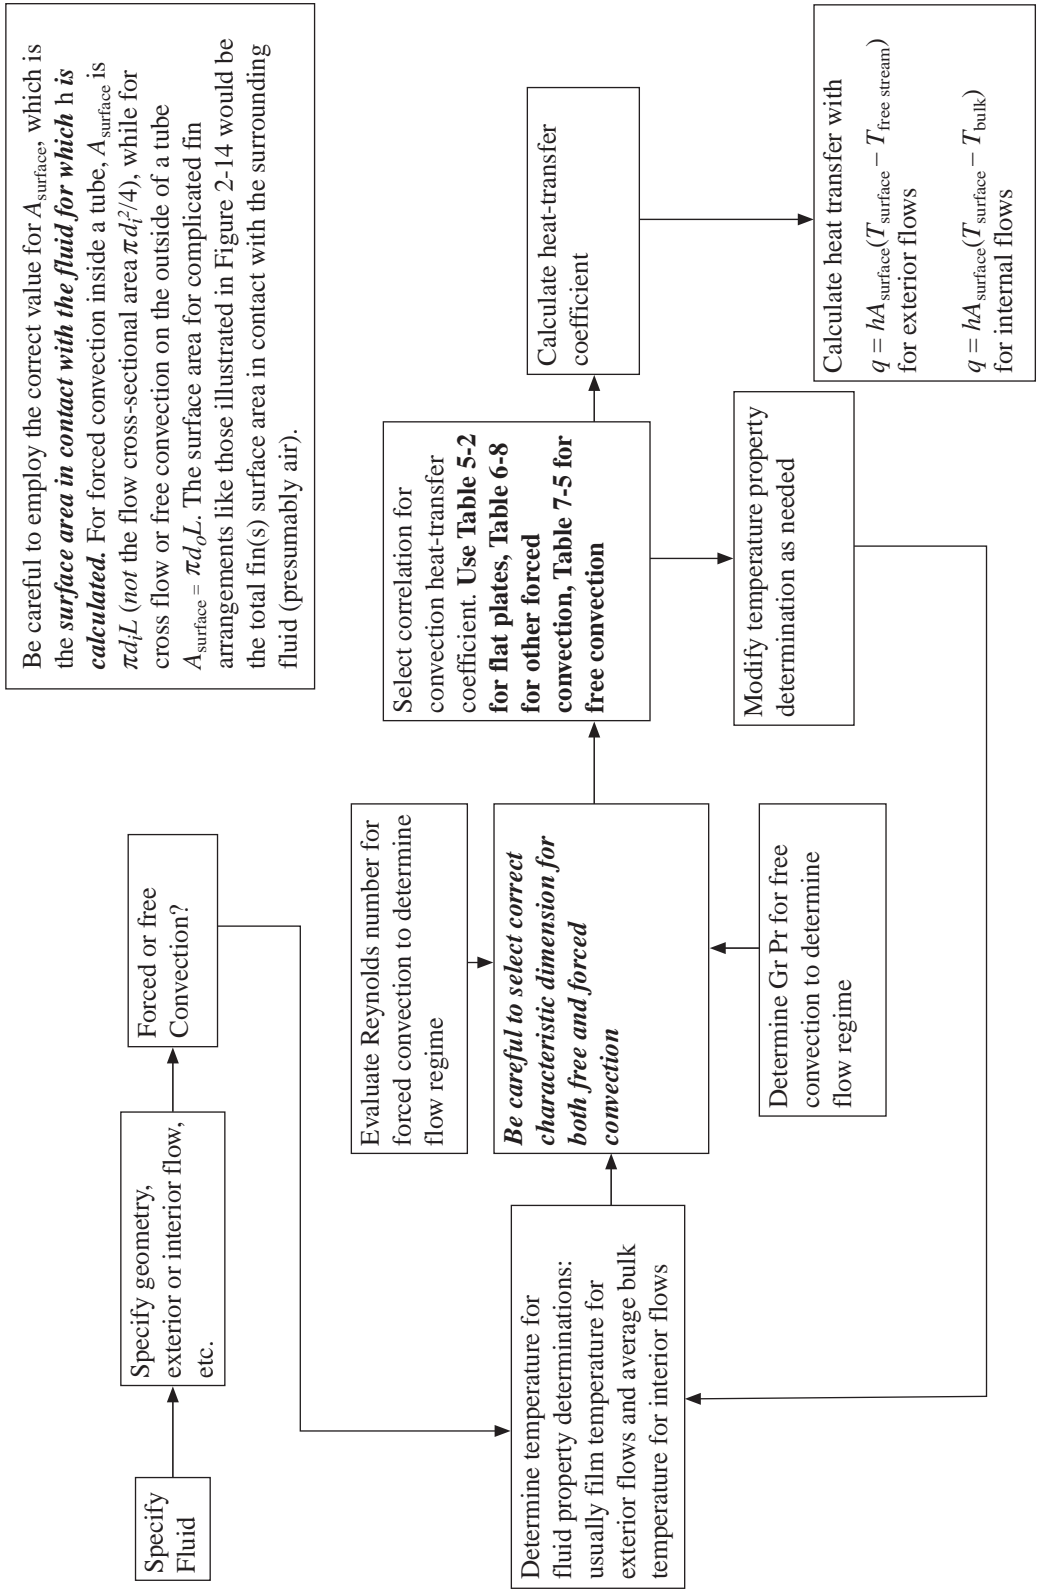 Specify
Fluid
Specify geometry,
exterior or interior flow,
etc.
Forced or free
Convection?
Be careful to employ the correct value for A_surface, which is
the surface area in contact with the fluid for which h is
calculated. For forced convection inside a tube, A_surface is
πd_iL (not the flow cross-sectional area πd_i²/4), while for
cross flow or free convection on the outside of a tube
A_surface = πd_oL. The surface area for complicated fin
arrangements like those illustrated in Figure 2-14 would be
the total fin(s) surface area in contact with the surrounding
fluid (presumably air).
Determine temperature for
fluid property determinations:
usually film temperature for
exterior flows and average bulk
temperature for interior flows
Evaluate Reynolds number for
forced convection to determine
flow regime
Be careful to select correct
characteristic dimension for
both free and forced
convection
Determine Gr Pr for free
convection to determine
flow regime
Select correlation for
convection heat-transfer
coefficient. Use Table 5-2
for flat plates, Table 6-8
for other forced
convection, Table 7-5 for
free convection
Modify temperature property
determination as needed
Calculate heat-transfer
coefficient
Calculate heat transfer with
q = hA_surface(T_surface − T_free stream)
for exterior flows
q = hA_surface(T_surface − T_bulk)
for internal flows